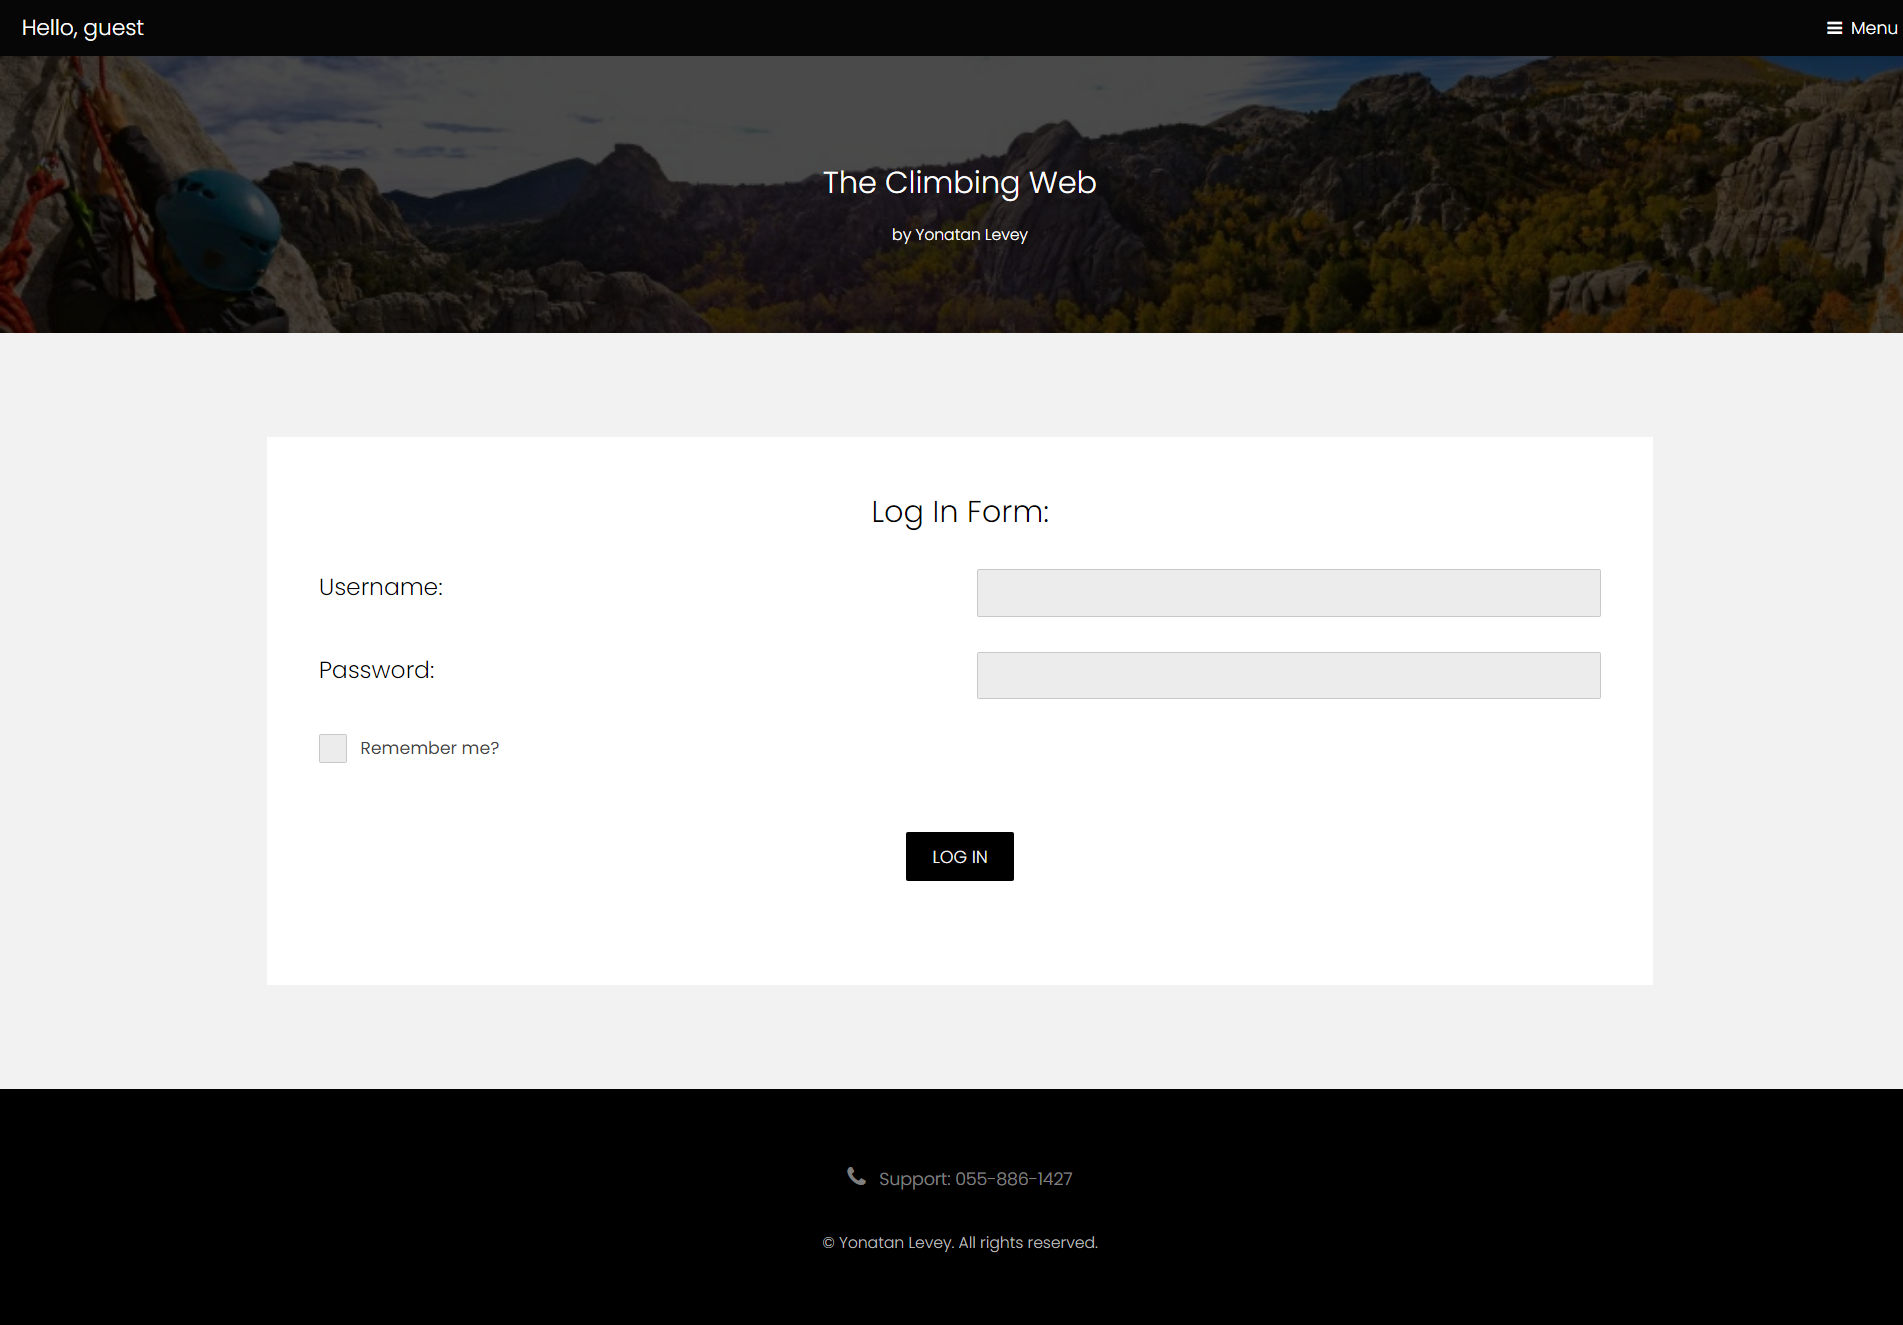 Hello, guest
Menu
The Climbing Web
by Yonatan Levey
Log In Form:
Username:
Password:
Remember me?
LOG IN
Support: 055-886-1427
© Yonatan Levey. All rights reserved.